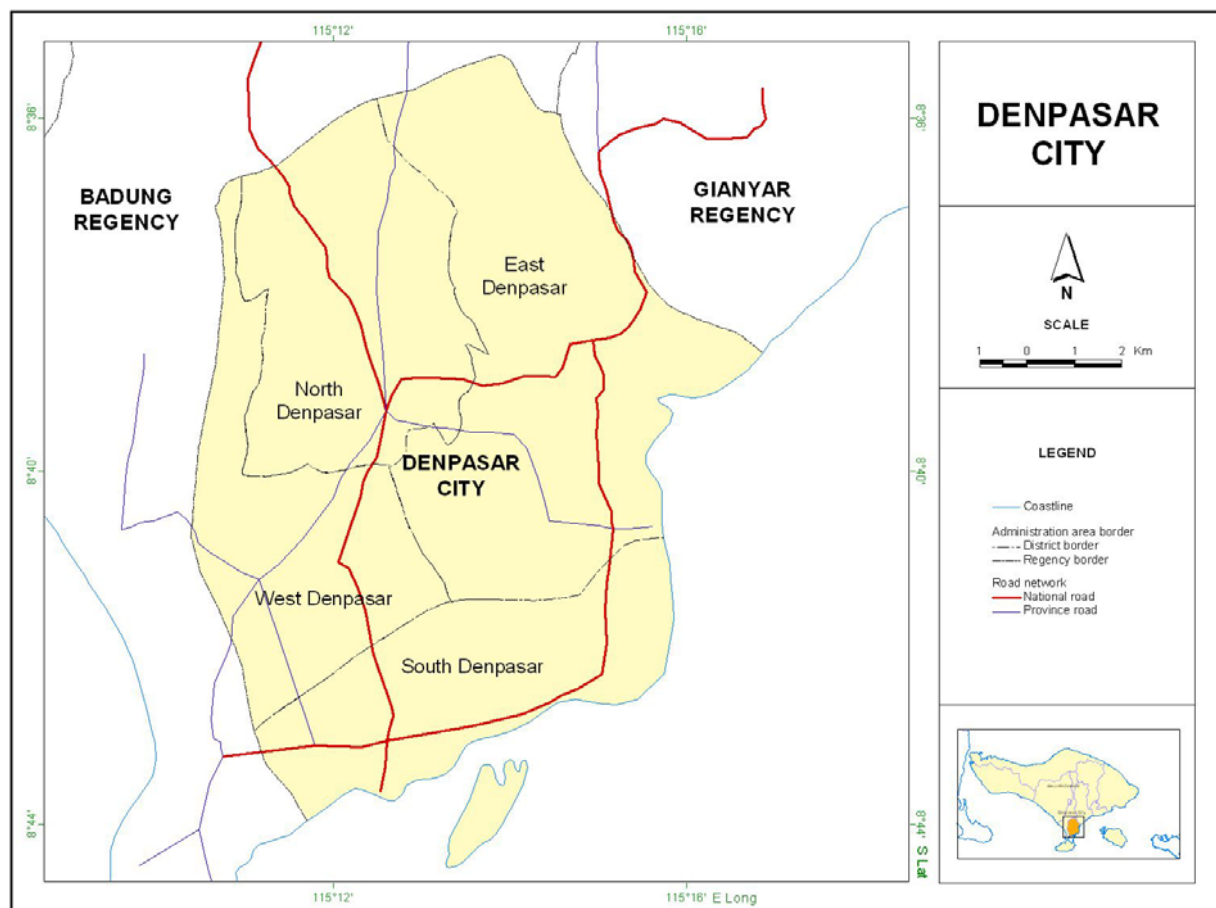 115°12'
115°16'
8°36'
8°36'
DENPASAR
CITY
BADUNG
REGENCY
GIANYAR
REGENCY
N
SCALE
1 0 1 2 Km
East
Denpasar
North
Denpasar
DENPASAR
CITY
8°40'
8°40'
LEGEND
Coastline
Administration area border
District border
Regency border
Road network
National road
Province road
West Denpasar
South Denpasar
8°44'
8°44' S Lat
115°12'
115°16' E Long